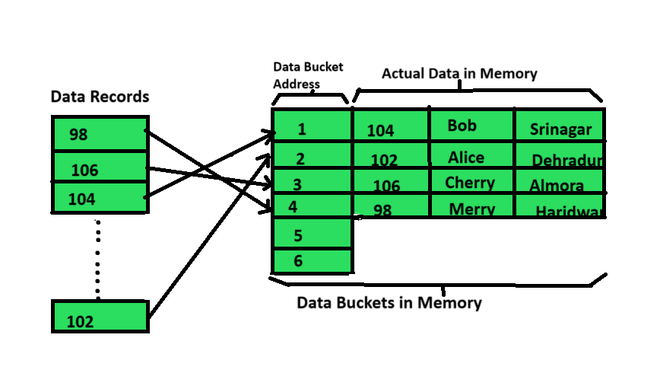 Data Bucket
Address
Actual Data in Memory
Data Records
98
106
104
102
1 104 Bob Srinagar
2 102 Alice Dehradun
3 106 Cherry Almora
4 98 Merry Haridwar
5
6
Data Buckets in Memory